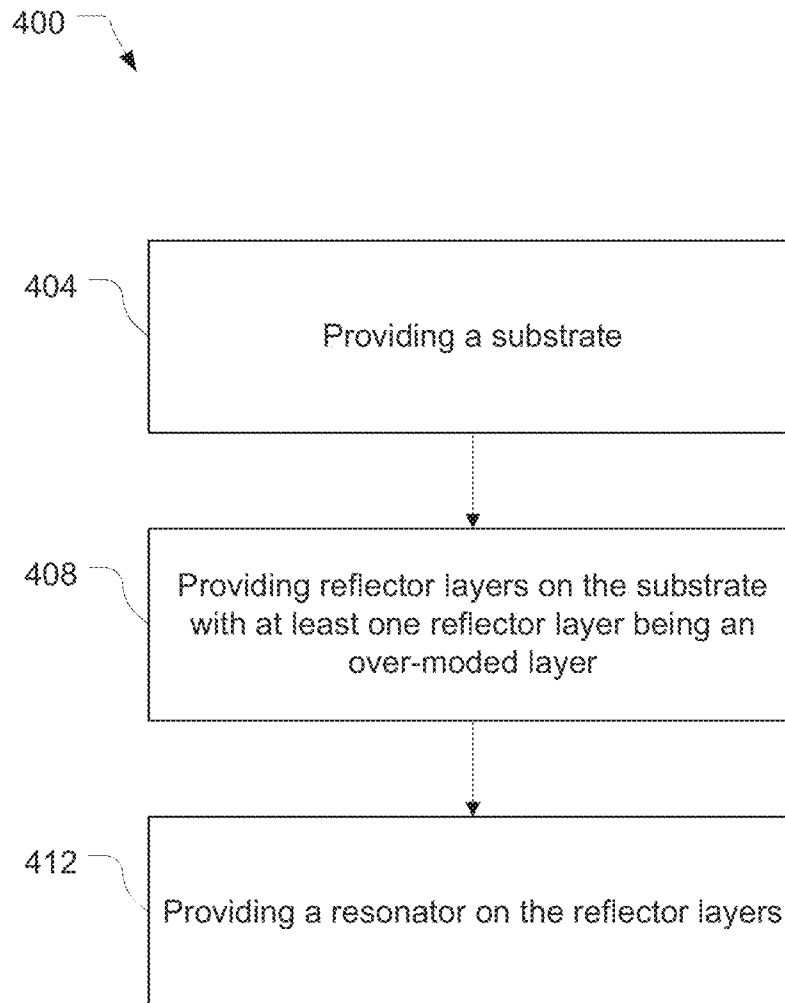 400
404
Providing a substrate
408
Providing reflector layers on the substrate
with at least one reflector layer being an
over-moded layer
412
Providing a resonator on the reflector layers